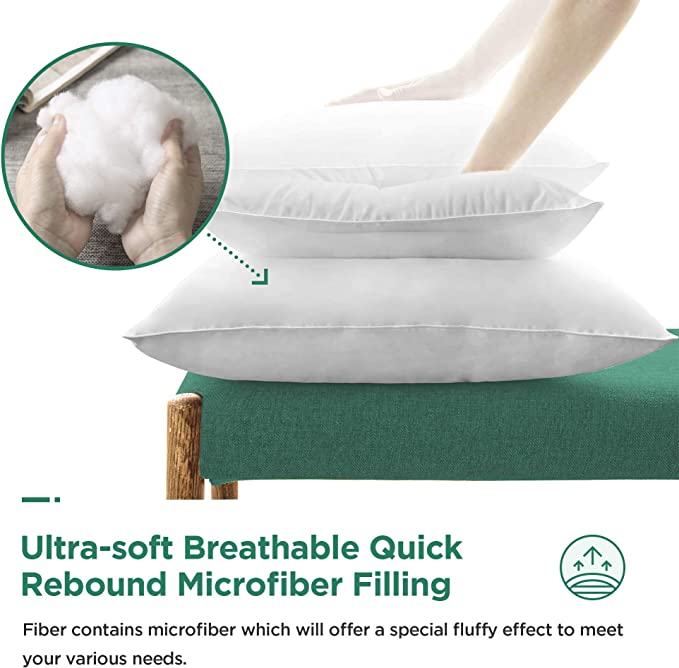 Ultra-soft Breathable Quick
Rebound Microfiber Filling
Fiber contains microfiber which will offer a special fluffy effect to meet
your various needs.